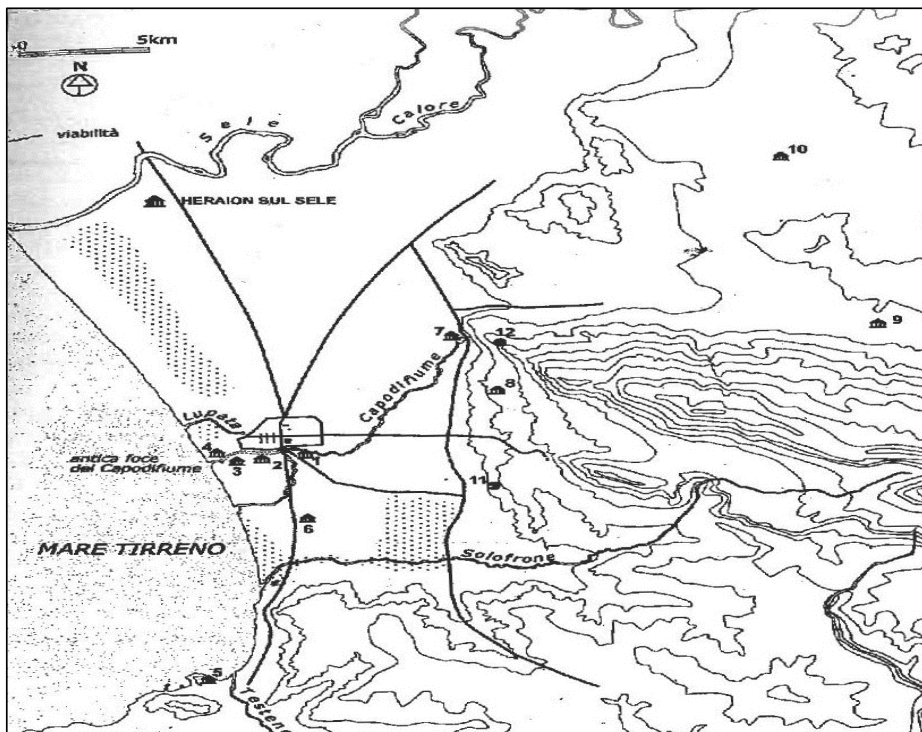 0 5km
N
viabilità
Sele
Calore
HERAION SUL SELE
10
9
7
12
8
Capodifiume
Lupata
antica foce
del Capodifiume
4
3
2
1
11
6
MARE TIRRENO
Solofrone
5
Testene